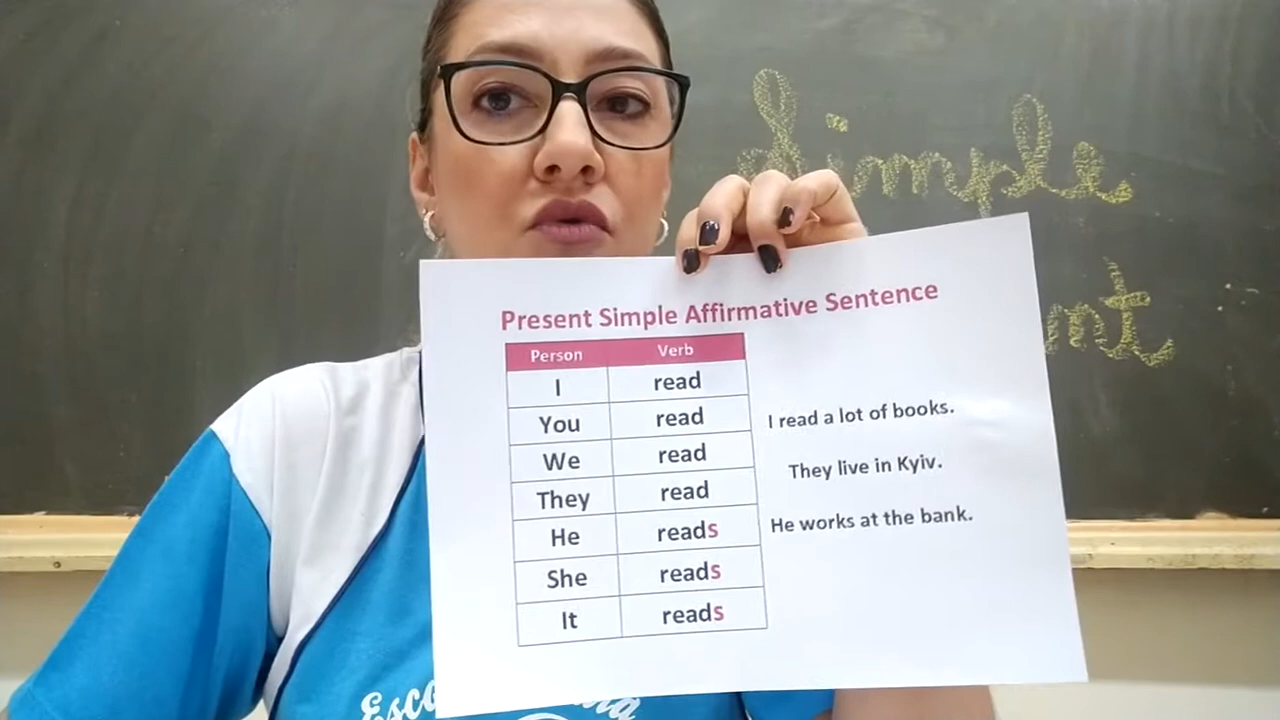 Simple
Present Simple Affirmative Sentence
Person Verb
I read
You read
We read
They read
He reads
She reads
It reads
I read a lot of books.
They live in Kyiv.
He works at the bank.